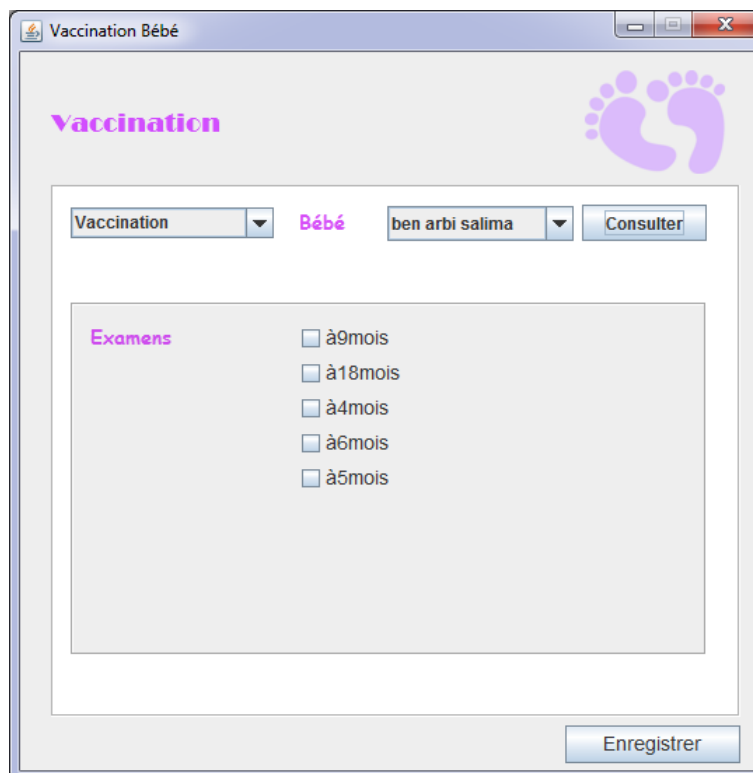 Vaccination Bébé
Vaccination
Vaccination Bébé ben arbi salima Consulter
Examens à9mois
à18mois
à4mois
à6mois
à5mois
Enregistrer